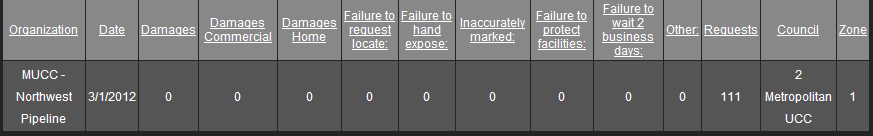 Organization Date Damages Damages Commercial Damages Home Failure to request locate: Failure to hand expose: Inaccurately marked: Failure to protect facilities: Failure to wait 2 business days: Other: Requests Council Zone
MUCC - Northwest Pipeline 3/1/2012 0 0 0 0 0 0 0 0 0 111 2 Metropolitan UCC 1